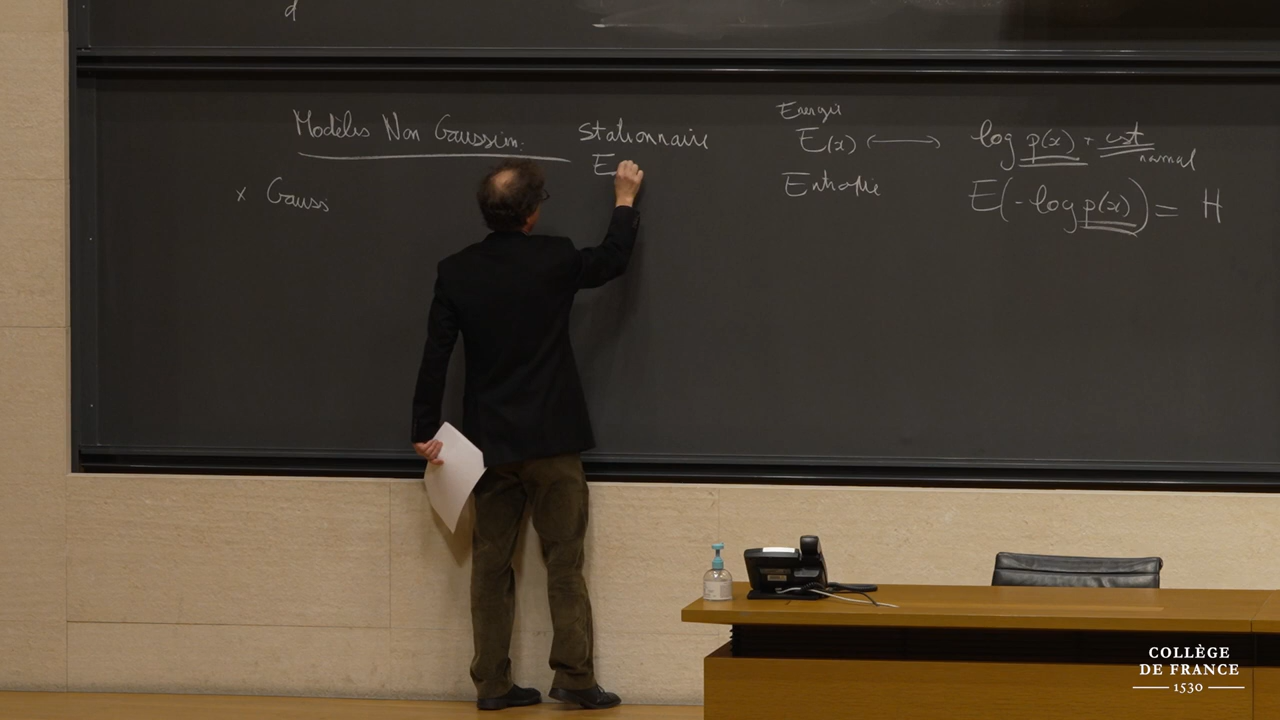 d
Modèles Non Gaussien.
x Gauss
Stationnaire
E
Energie
E(x) ⟷ log p(x) + cst
normal
Entropie E(-log p(x)) = H
COLLÈGE
DE FRANCE
1530